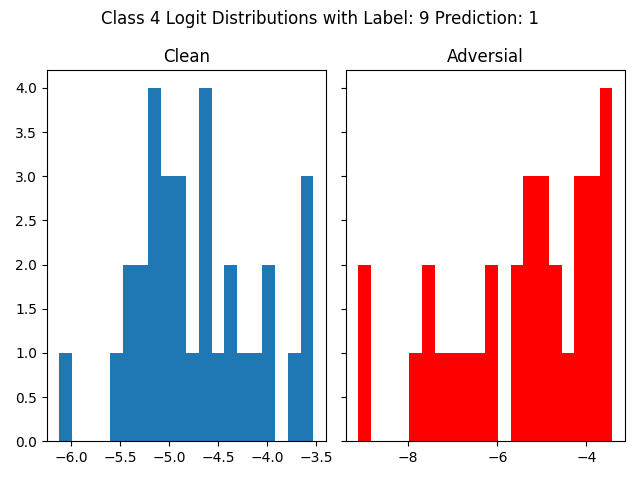 Class 4 Logit Distributions with Label: 9 Prediction: 1
Clean
Adversial
4.0
3.5
3.0
2.5
2.0
1.5
1.0
0.5
0.0
−6.0 −5.5 −5.0 −4.5 −4.0 −3.5
−8 −6 −4